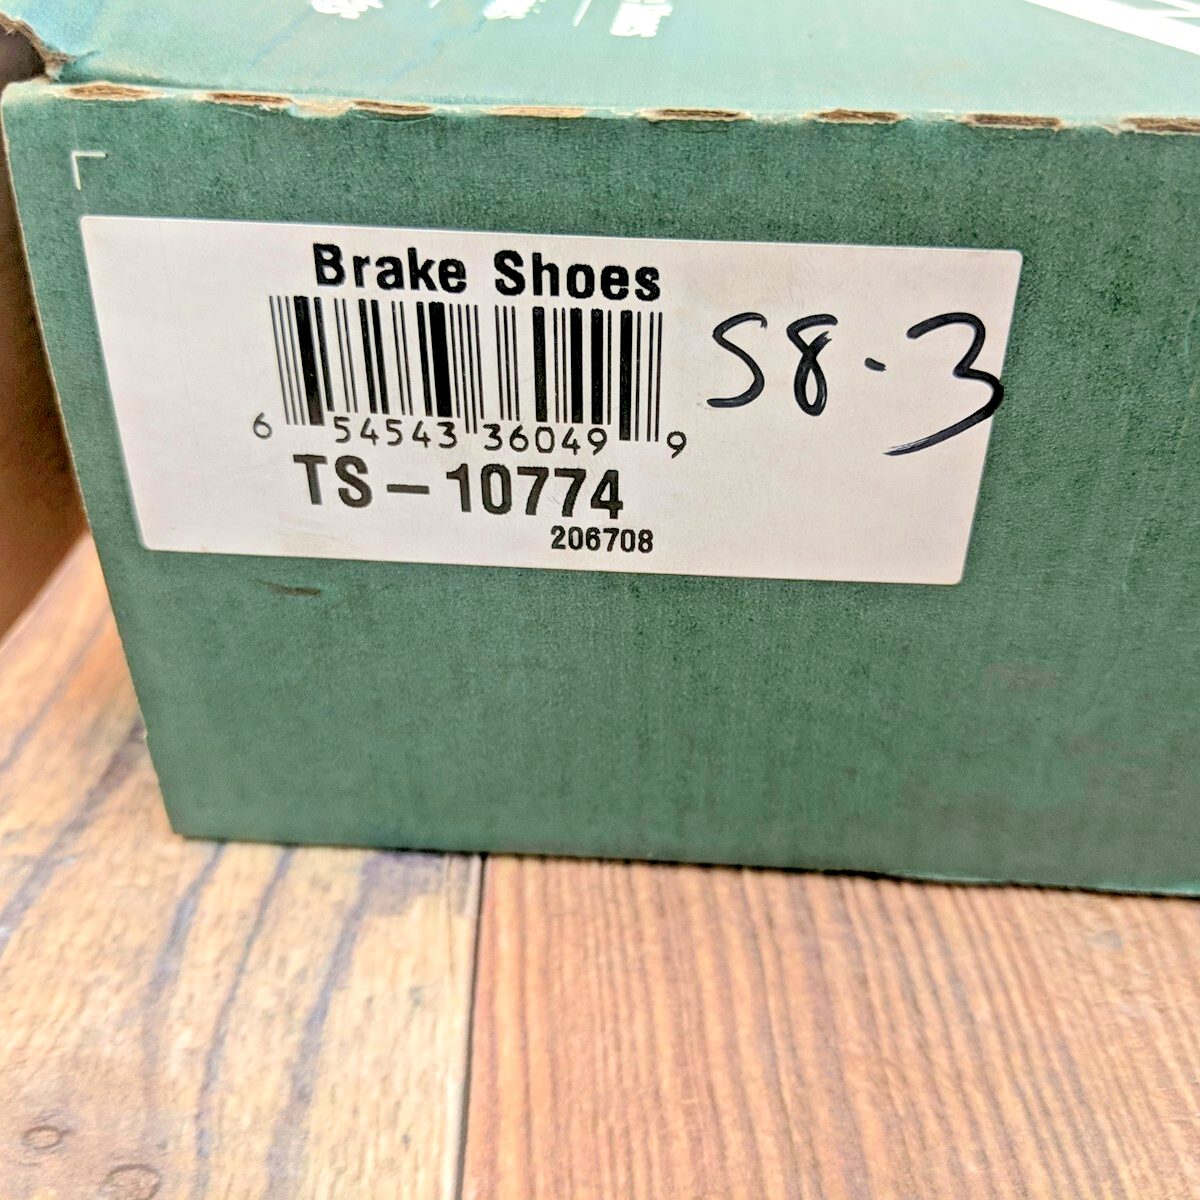 Brake Shoes
S8-3
6 54543 36049 9
TS-10774
206708